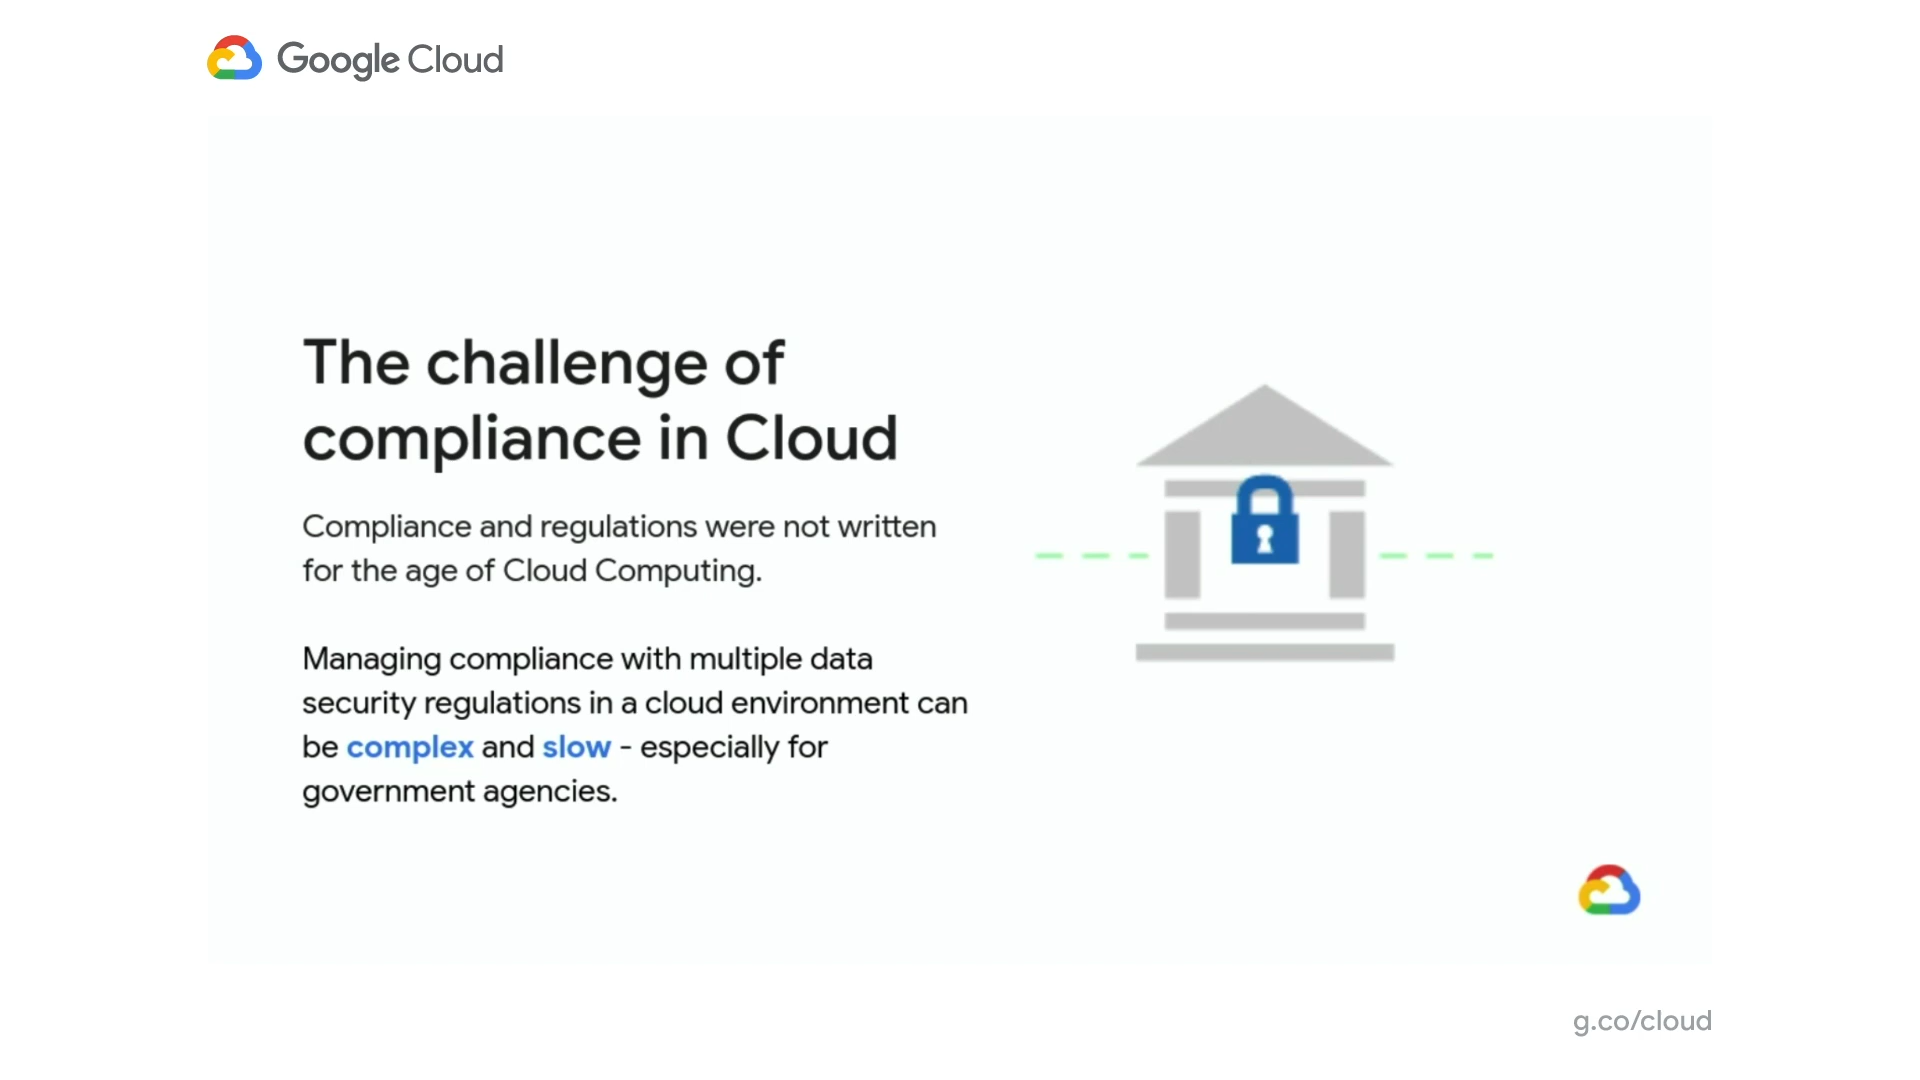 Google Cloud
The challenge of
compliance in Cloud
Compliance and regulations were not written
for the age of Cloud Computing.
Managing compliance with multiple data
security regulations in a cloud environment can
be complex and slow - especially for
government agencies.
g.co/cloud